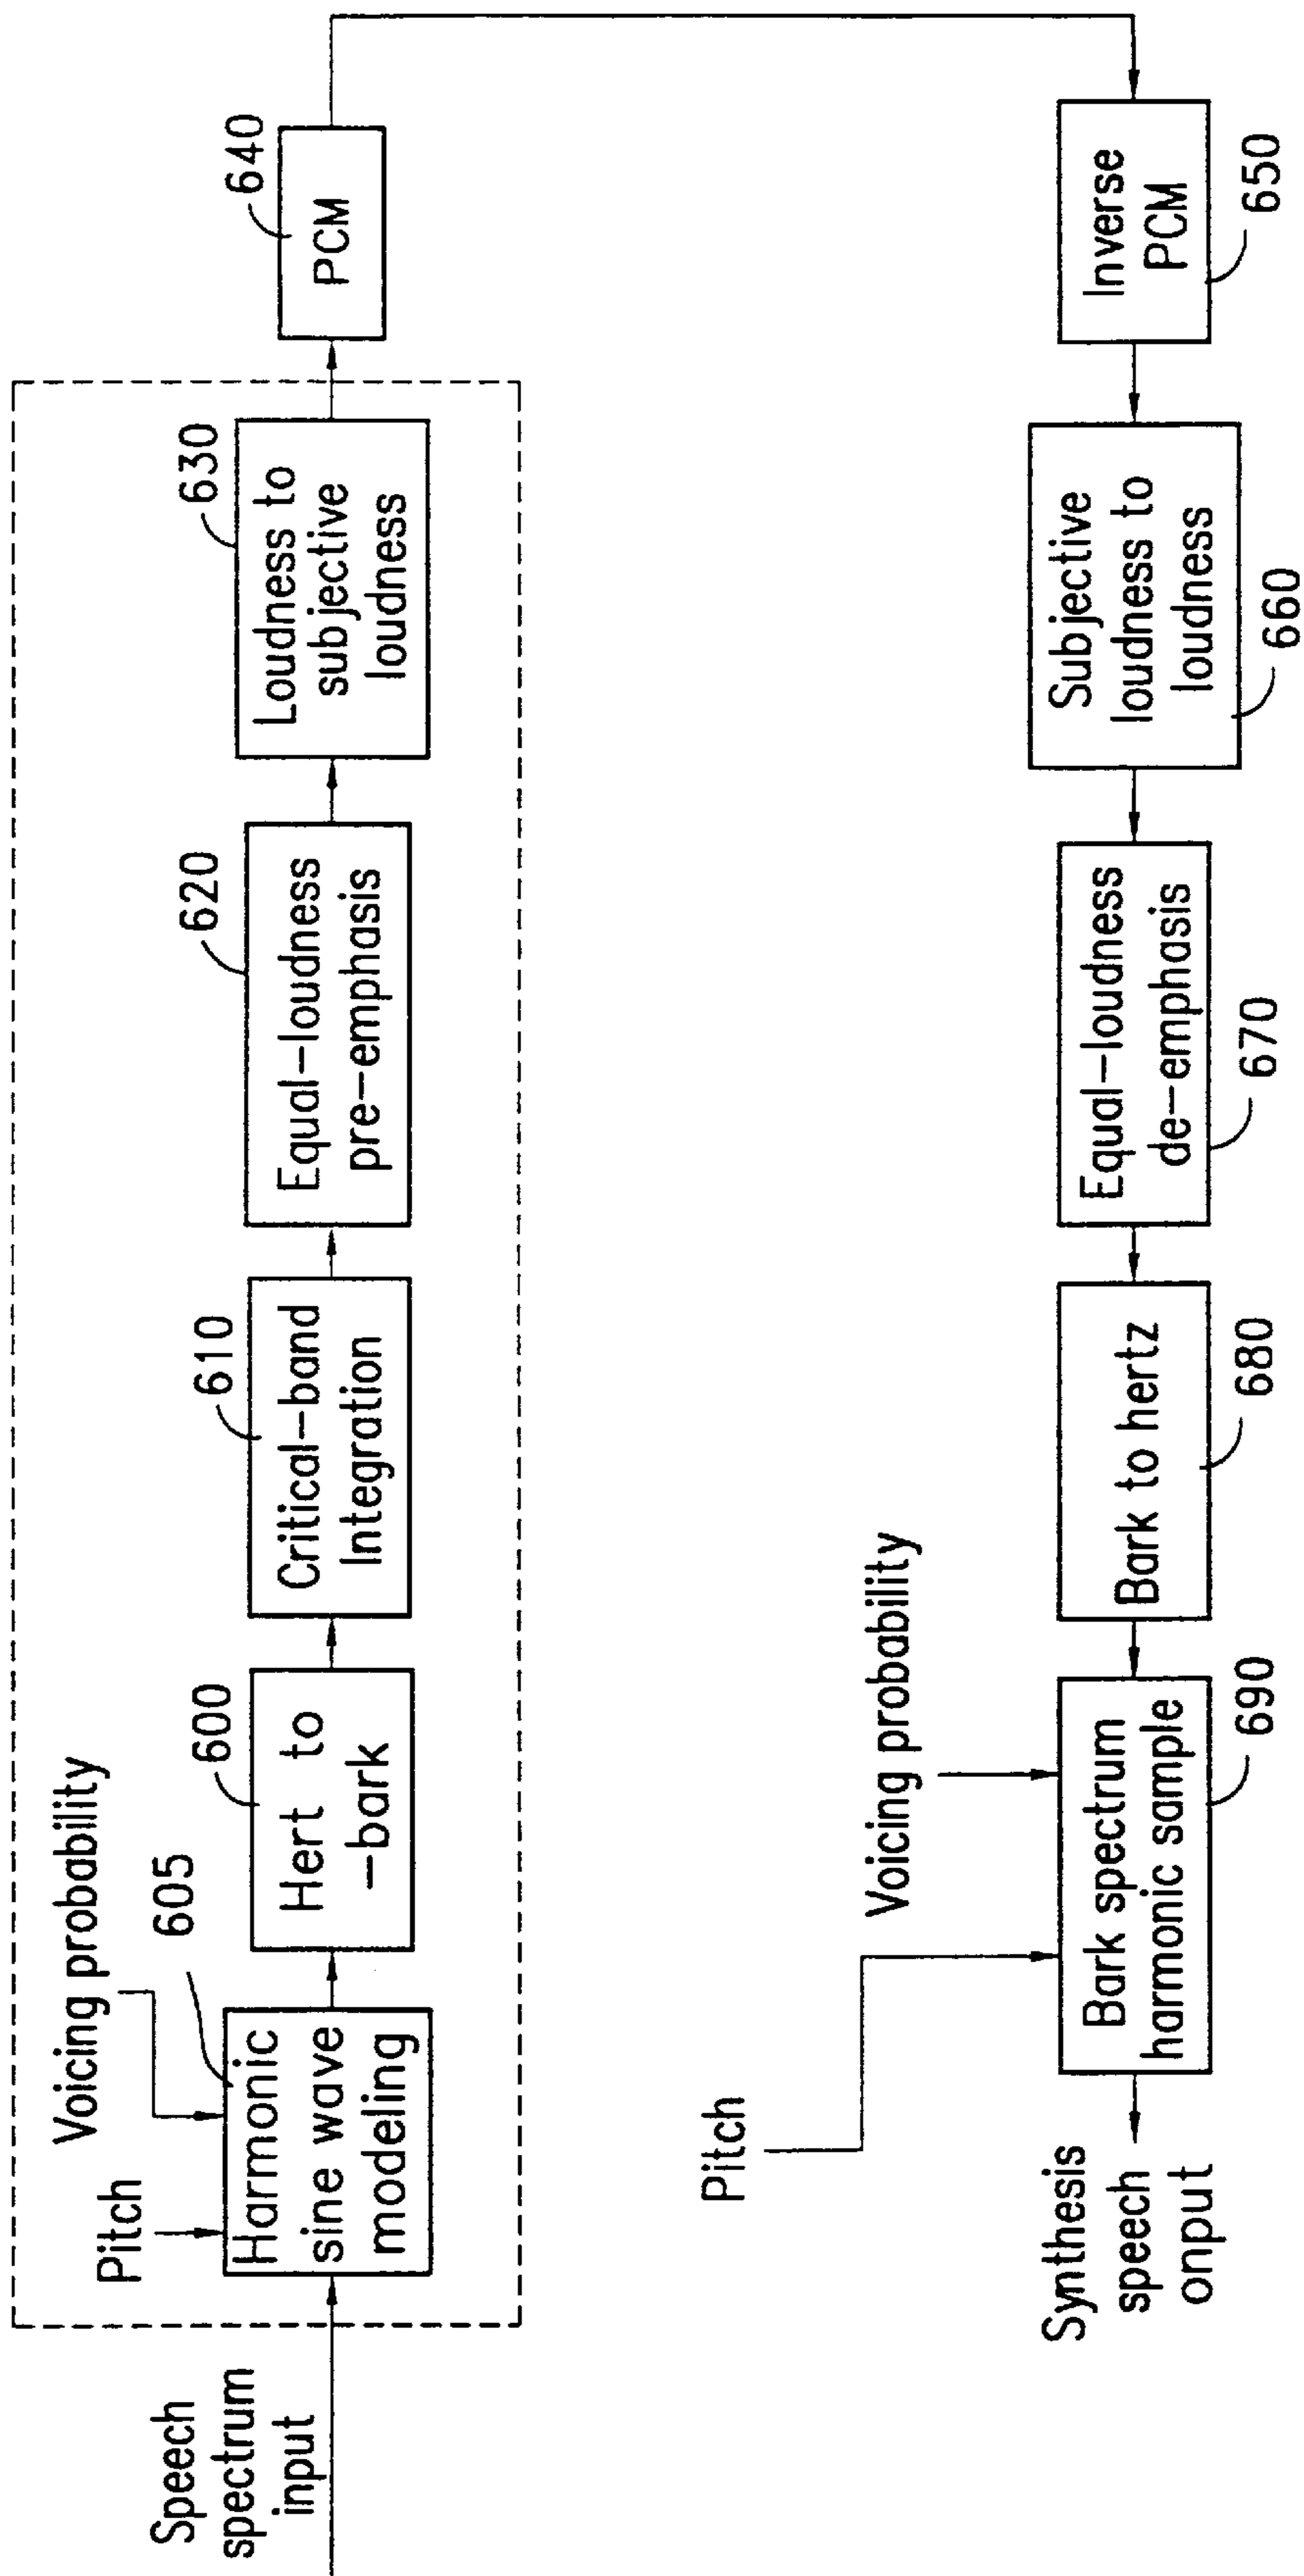 Speech
spectrum
input
Pitch
Voicing probability
605
Harmonic
sine wave
modeling
600
Hert to
-bark
610
Critical-band
Integration
620
Equal-loudness
pre-emphasis
630
Loudness to
subjective
loudness
640
PCM
Inverse
PCM
650
Subjective
loudness to
loudness
660
Equal-loudness
de-emphasis
670
Bark to hertz
680
Pitch
Voicing probability
Bark spectrum
harmonic sample
690
Synthesis
speech
onput